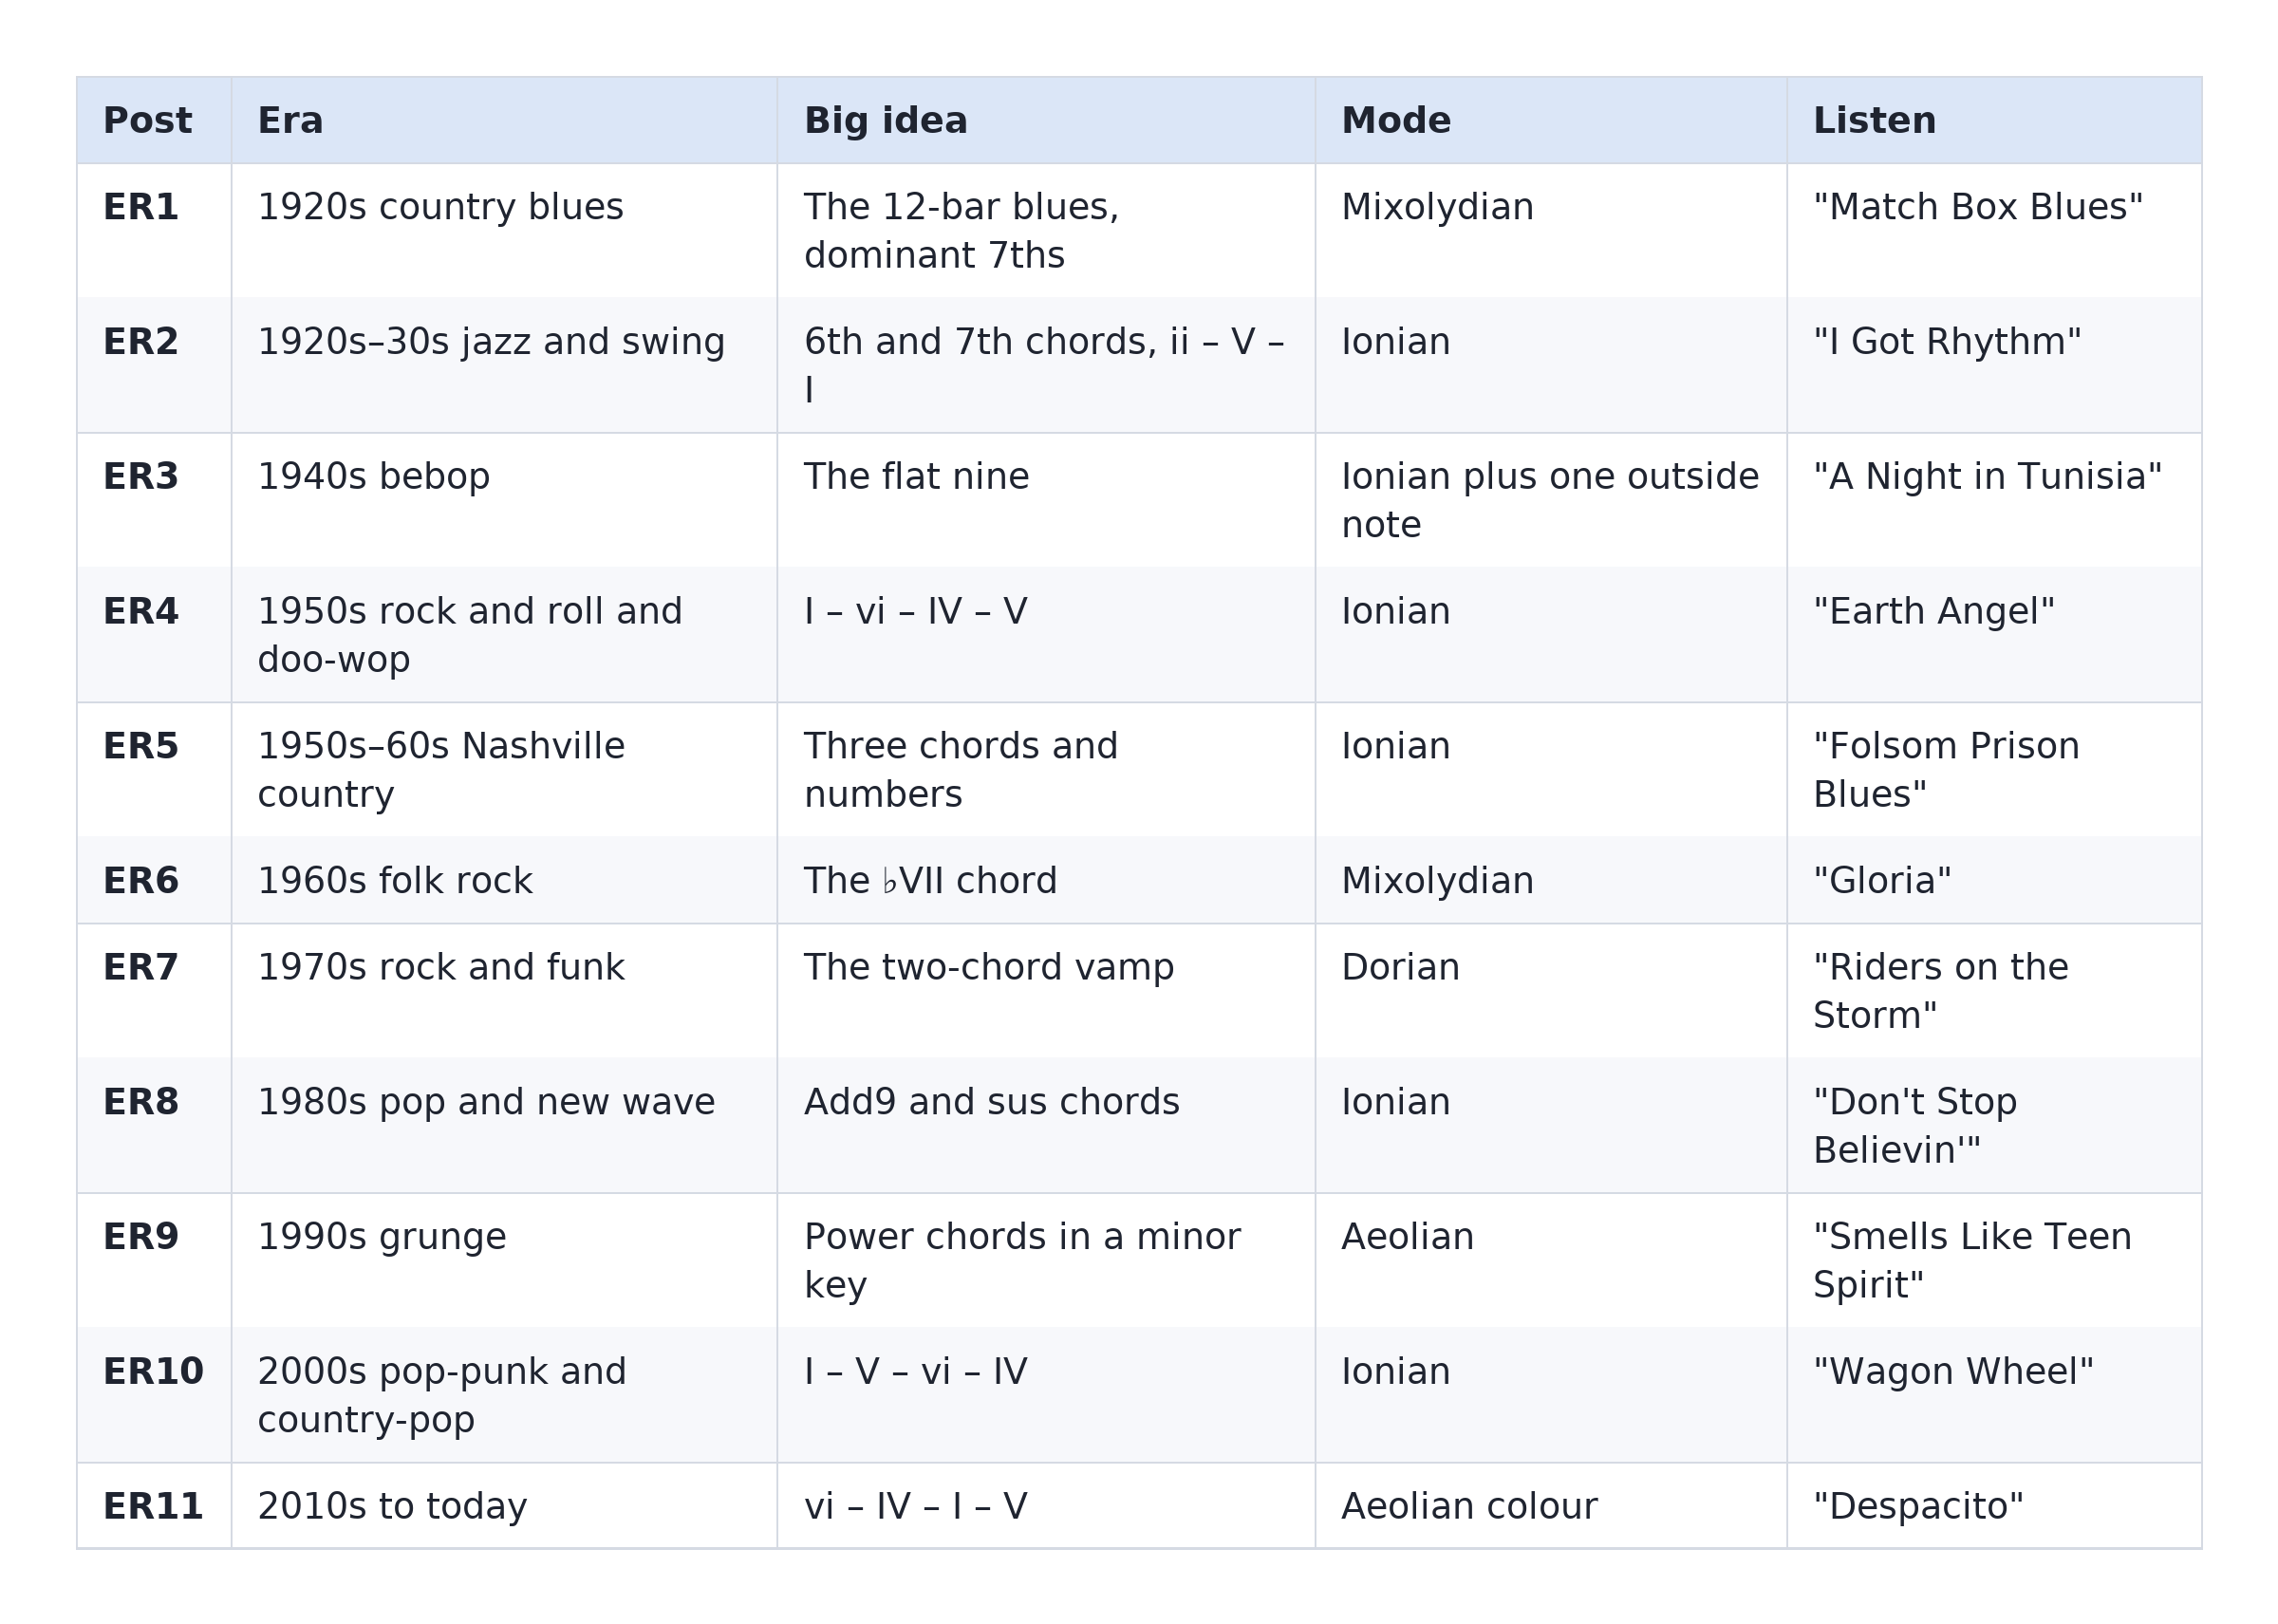 Post Era Big idea Mode Listen
ER1 1920s country blues The 12-bar blues, Mixolydian "Match Box Blues"
dominant 7ths
ER2 1920s–30s jazz and swing 6th and 7th chords, ii – V – Ionian "I Got Rhythm"
I
ER3 1940s bebop The flat nine Ionian plus one outside "A Night in Tunisia"
note
ER4 1950s rock and roll and I – vi – IV – V Ionian "Earth Angel"
doo-wop
ER5 1950s–60s Nashville Three chords and Ionian "Folsom Prison
country numbers Blues"
ER6 1960s folk rock The ♭VII chord Mixolydian "Gloria"
ER7 1970s rock and funk The two-chord vamp Dorian "Riders on the
Storm"
ER8 1980s pop and new wave Add9 and sus chords Ionian "Don't Stop
Believin'"
ER9 1990s grunge Power chords in a minor Aeolian "Smells Like Teen
key Spirit"
ER10 2000s pop-punk and I – V – vi – IV Ionian "Wagon Wheel"
country-pop
ER11 2010s to today vi – IV – I – V Aeolian colour "Despacito"